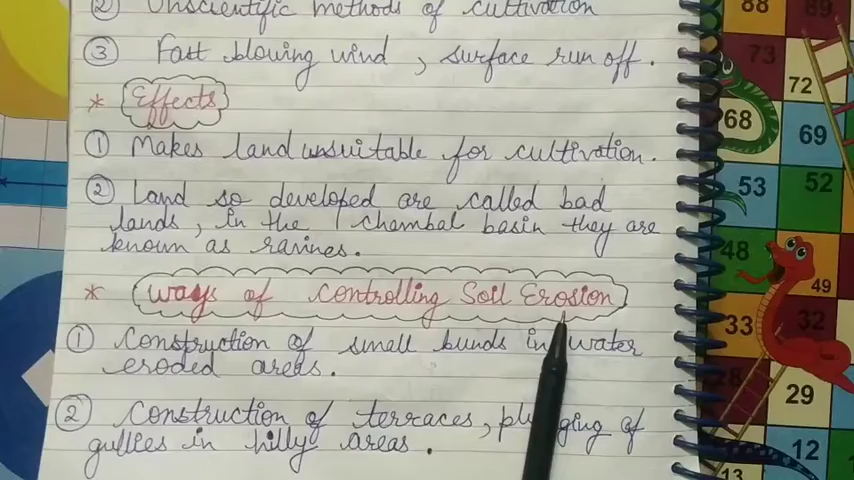 ② Unscientific methods of cultivation
③ Fast blowing wind, surface run off.
* Effects
① Makes land unsuitable for cultivation.
② Land so developed are called bad
lands, in the chambal basin they are
known as ravines.
* Ways of controlling Soil Erosion
① Construction of small bunds in water
eroded areas.
② Construction of terraces, plugging of
gullies in hilly areas.
88 89
73
72
68
69
53 52
48
49
33 32
28
29
12
13